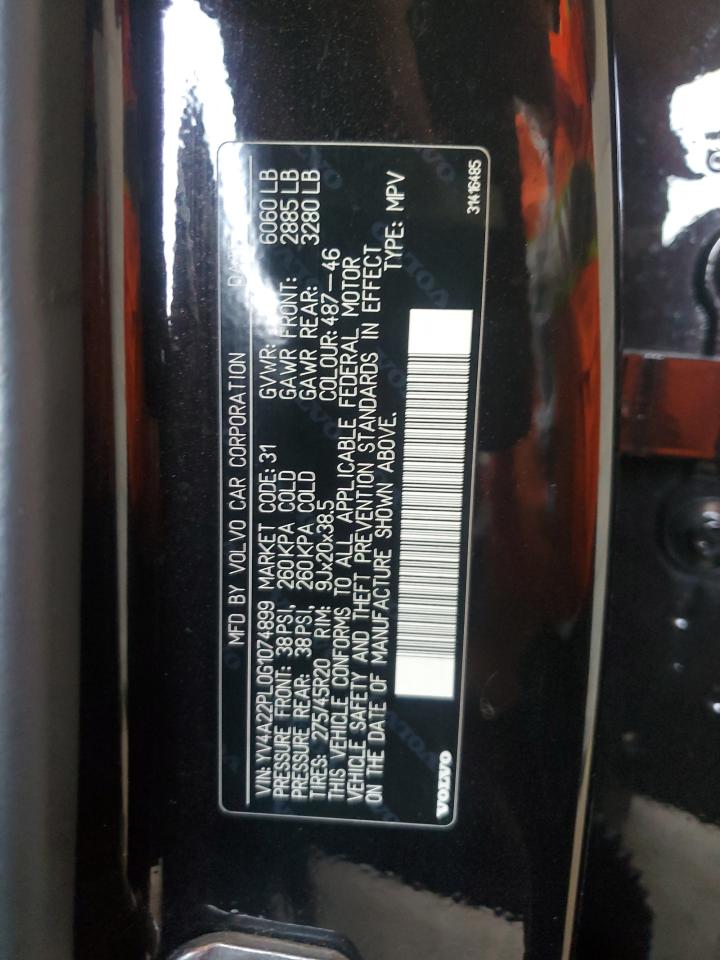 MFD BY VOLVO CAR CORPORATION
VIN: YV4A22PL0G1074899 MARKET CODE: 31 GVWR: 6060 LB
PRESSURE FRONT: 38PSI, 260KPA COLD GAWR FRONT: 2885 LB
PRESSURE REAR: 38PSI, 260KPA COLD GAWR REAR: 3280 LB
TIRES: 275/45R20 RIM: 9Jx20x38.5 COLOUR: 487-46
THIS VEHICLE CONFORMS TO ALL APPLICABLE FEDERAL MOTOR
VEHICLE SAFETY AND THEFT PREVENTION STANDARDS IN EFFECT
ON THE DATE OF MANUFACTURE SHOWN ABOVE. TYPE: MPV
VOLVO
31416485